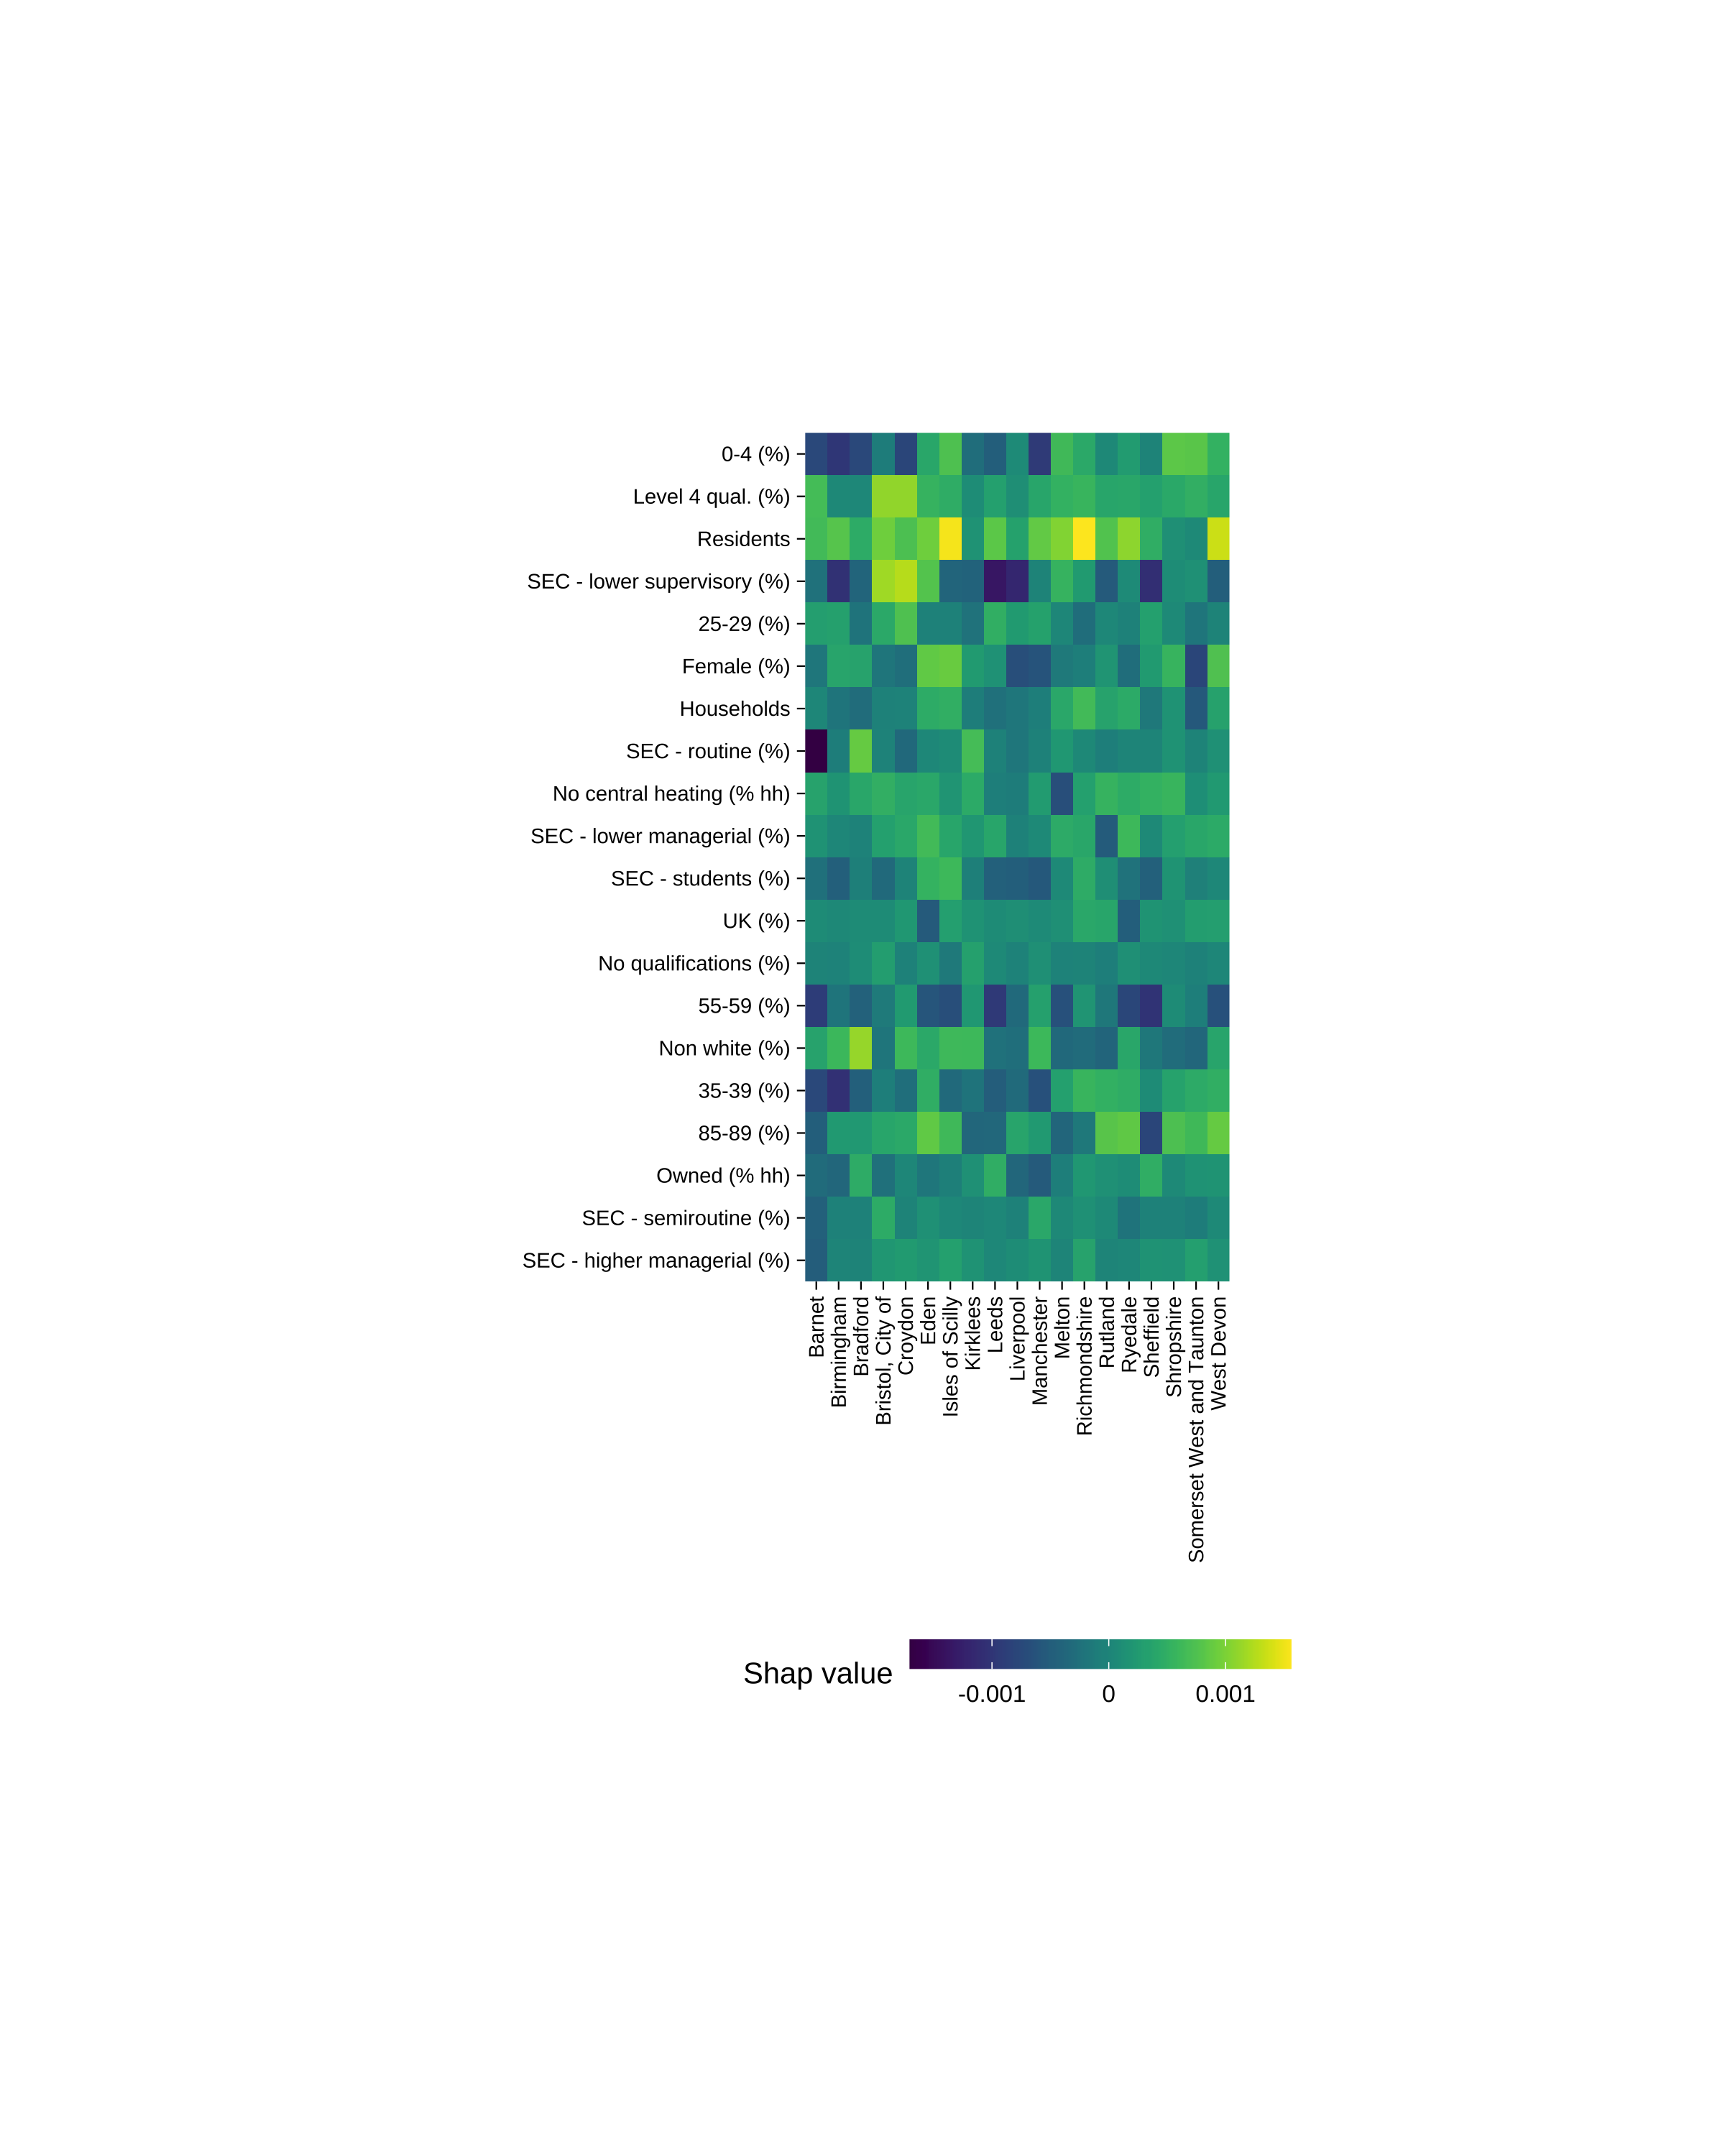 0-4 (%)
Level 4 qual. (%)
Residents
SEC - lower supervisory (%)
25-29 (%)
Female (%)
Households
SEC - routine (%)
No central heating (% hh)
SEC - lower managerial (%)
SEC - students (%)
UK (%)
No qualifications (%)
55-59 (%)
Non white (%)
35-39 (%)
85-89 (%)
Owned (% hh)
SEC - semiroutine (%)
SEC - higher managerial (%)
Barnet
Birmingham
Bradford
Bristol, City of
Croydon
Eden
Isles of Scilly
Kirklees
Leeds
Liverpool
Manchester
Melton
Richmondshire
Rutland
Ryedale
Sheffield
Shropshire
Somerset West and Taunton
West Devon
Shap value
-0.001
0
0.001